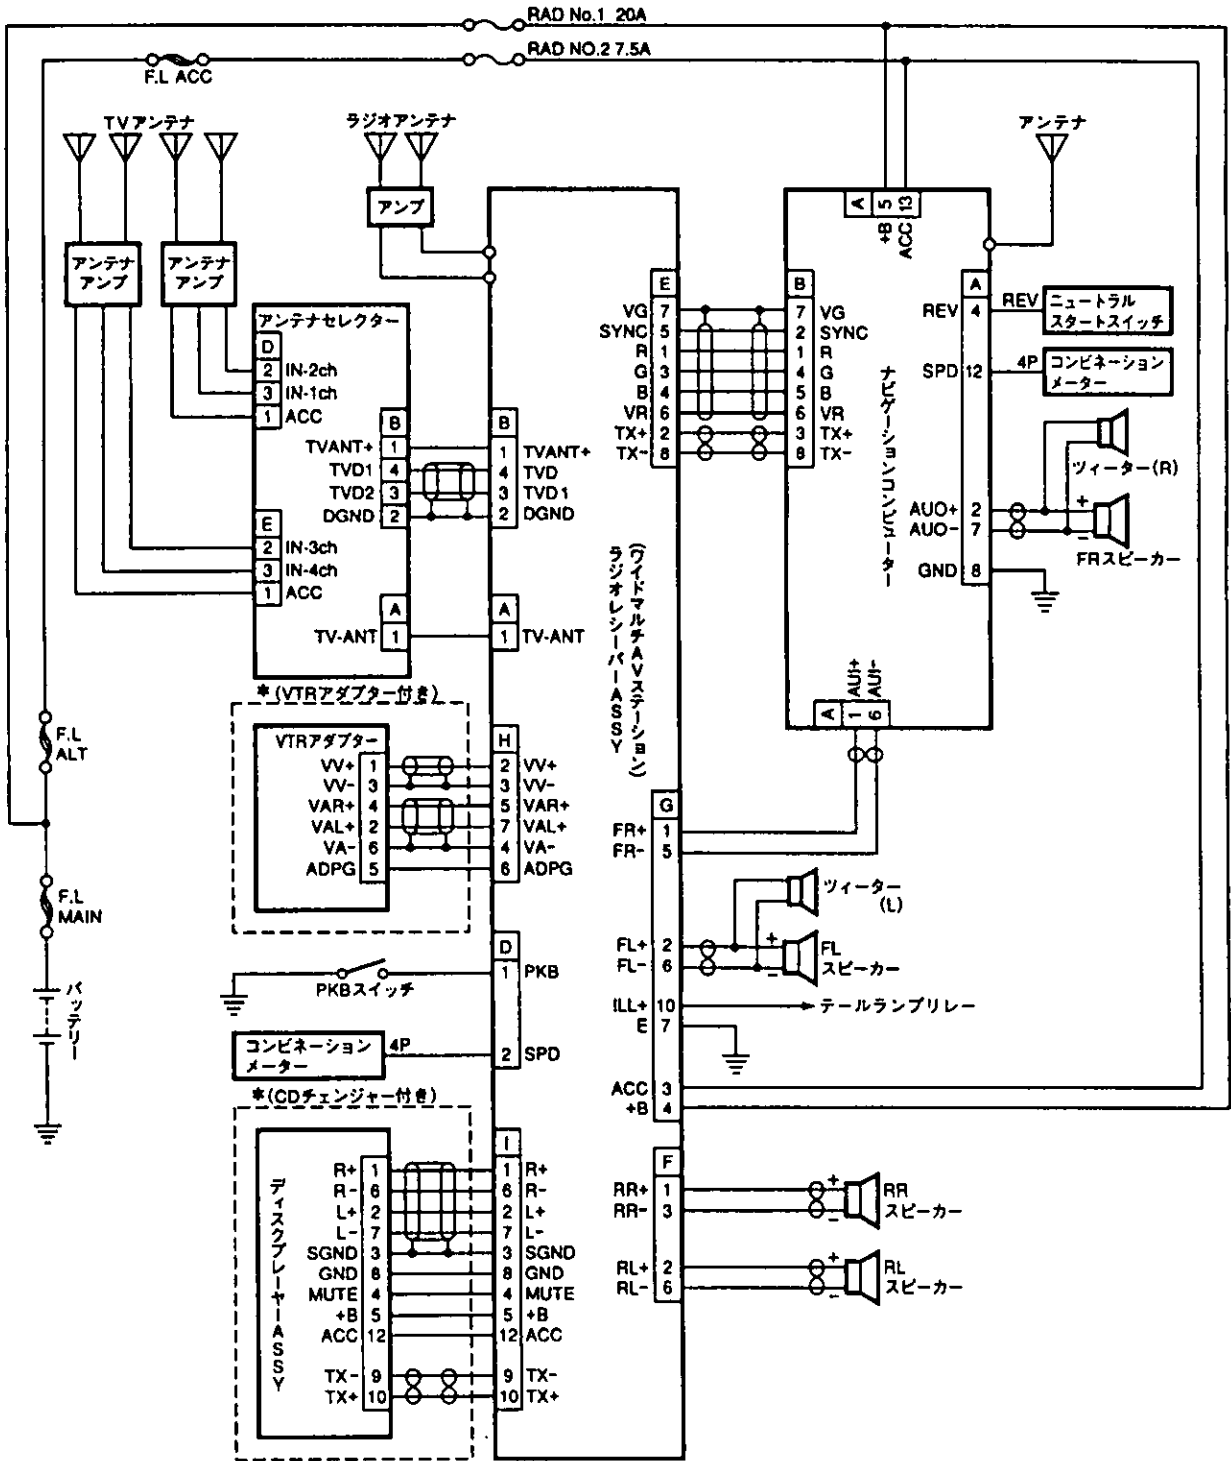 RAD No.1 20A
RAD NO.2 7.5A
F.L ACC
TVアンテナ
ラジオアンテナ
アンテナ
アンプ
アンテナ
アンプ
アンテナ
アンプ
A 5 13
+B ACC
アンテナセレクター
D
2 IN-2ch
3 IN-1ch
1 ACC
B
TVANT+ 1
TVD1 4
TVD2 3
DGND 2
E
2 IN-3ch
3 IN-4ch
1 ACC
A
TV-ANT 1
B
1 TVANT+
4 TVD
3 TVD1
2 DGND
A
1 TV-ANT
E
VG 7
SYNC 5
R 1
G 3
B 4
VR 6
TX+ 2
TX- 8
B
7 VG
2 SYNC
1 R
4 G
5 B
6 VR
3 TX+
8 TX-
ナビゲーションコンピューター
A
REV 4
REV
ニュートラル
スタートスイッチ
SPD 12
4P
コンビネーション
メーター
ツィーター(R)
AUO+ 2
AUO- 7
+
-
FRスピーカー
GND 8
A 1 6
AUI+ AUI-
ラジオレシーバーASSY
(ワイドマルチAVステーション)
*(VTRアダプター付き)
VTRアダプター
VV+ 1
VV- 3
VAR+ 4
VAL+ 2
VA- 6
ADPG 5
H
2 VV+
3 VV-
5 VAR+
7 VAL+
4 VA-
6 ADPG
F.L
ALT
F.L
MAIN
バッテリー
D
1 PKB
PKBスイッチ
コンビネーション
メーター
4P
2 SPD
*(CDチェンジャー付き)
ディスクプレーヤーASSY
R+ 1
R- 6
L+ 2
L- 7
SGND 3
GND 8
MUTE 4
+B 5
ACC 12
TX- 9
TX+ 10
I
1 R+
6 R-
2 L+
7 L-
3 SGND
8 GND
4 MUTE
5 +B
12 ACC
9 TX-
10 TX+
G
FR+ 1
FR- 5
ツィーター
(L)
FL+ 2
FL- 6
+
-
FL
スピーカー
ILL+ 10
テールランプリレー
E 7
ACC 3
+B 4
F
RR+ 1
RR- 3
+
-
RR
スピーカー
RL+ 2
RL- 6
+
-
RL
スピーカー